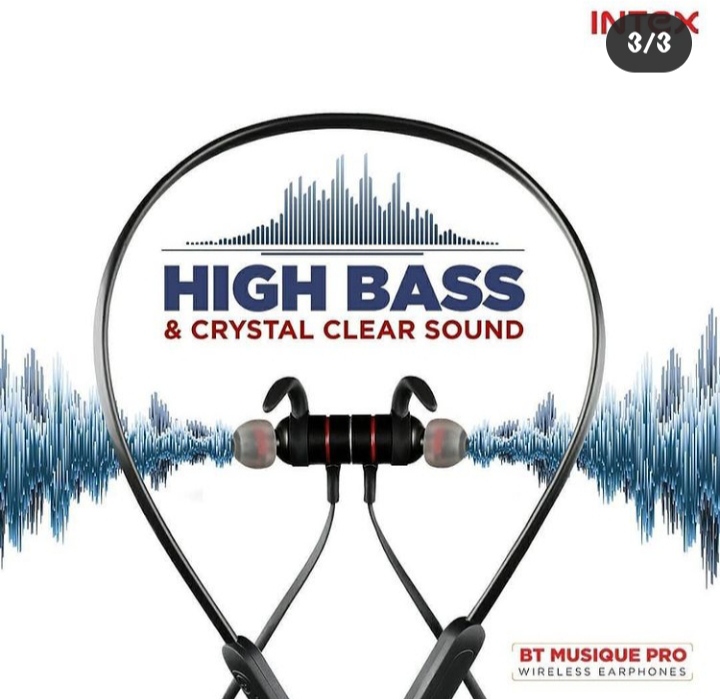 INTEX
3/3
HIGH BASS
& CRYSTAL CLEAR SOUND
BT MUSIQUE PRO
WIRELESS EARPHONES